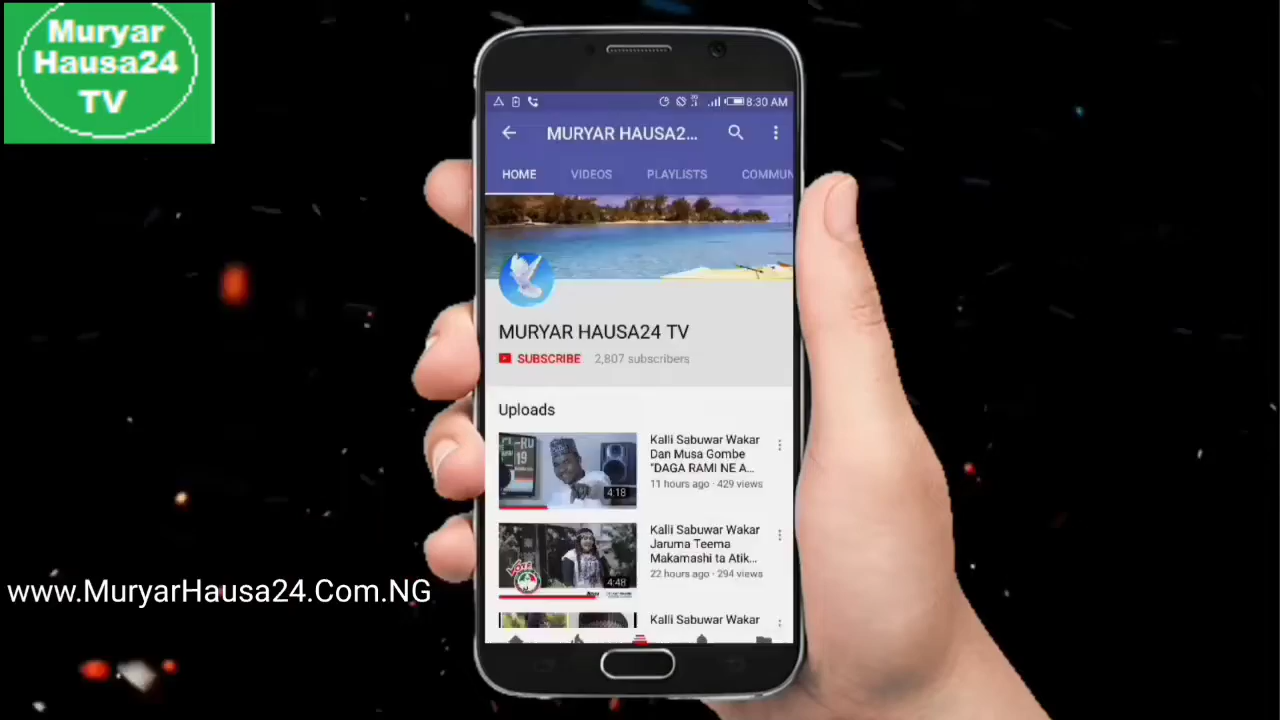 Muryar
Hausa24
TV
8:30 AM
MURYAR HAUSA2...
HOME VIDEOS PLAYLISTS COMMUN
MURYAR HAUSA24 TV
SUBSCRIBE 2,807 subscribers
Uploads
Kalli Sabuwar Wakar
Dan Musa Gombe
"DAGA RAMI NE A...
11 hours ago · 429 views
4:18
Kalli Sabuwar Wakar
Jaruma Teema
Makamashi ta Atik...
22 hours ago · 294 views
4:48
Kalli Sabuwar Wakar
www.MuryarHausa24.Com.NG